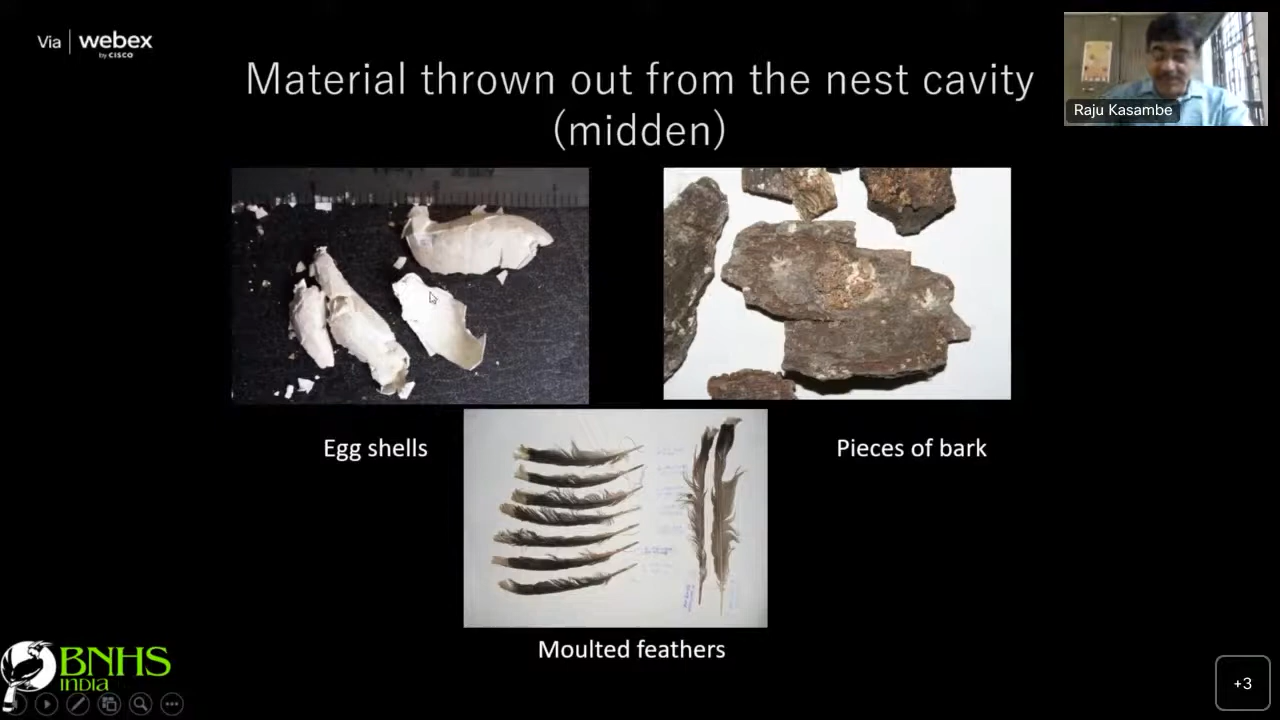 Via webex
by CISCO
Material thrown out from the nest cavity
(midden)
Raju Kasambe
Egg shells
Pieces of bark
Moulted feathers
BNHS
INDIA
+3